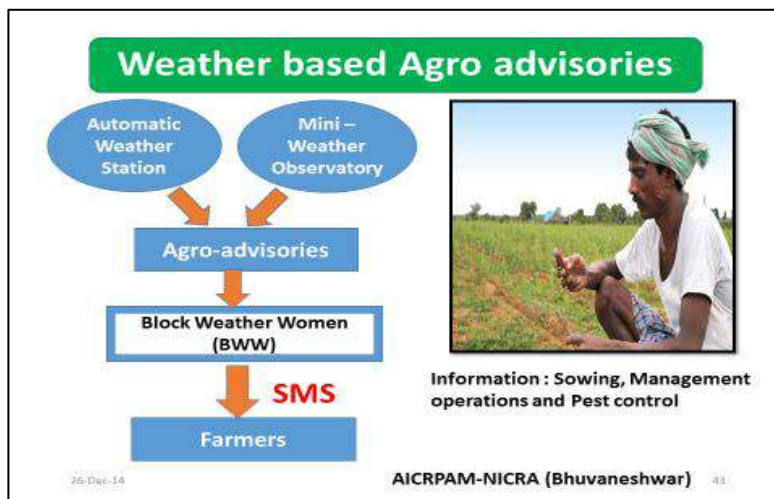 Weather based Agro advisories
Automatic
Weather
Station
Mini –
Weather
Observatory
Agro-advisories
Block Weather Women
(BWW)
SMS
Farmers
Information : Sowing, Management
operations and Pest control
26-Dec-14
AICRPAM-NICRA (Bhuvaneshwar)
43